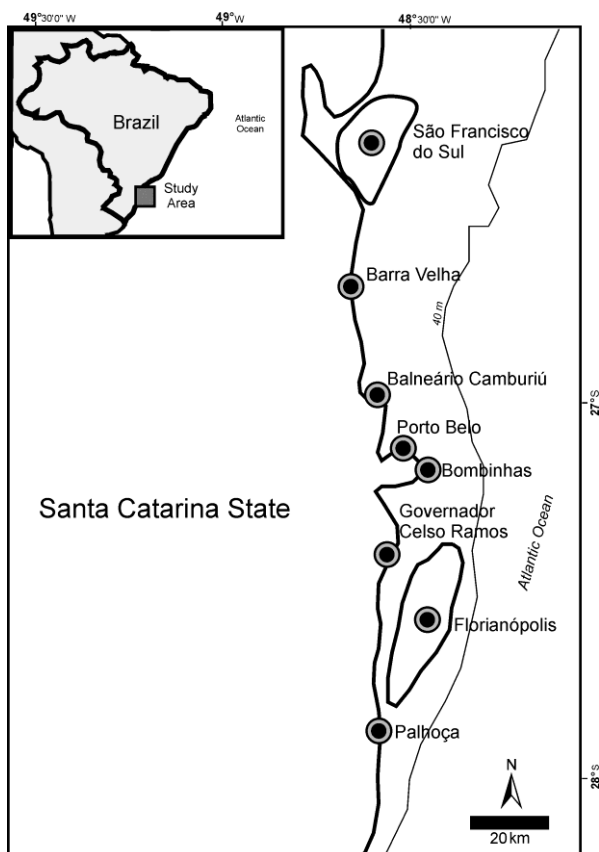 49°30'0" W
49°W
48°30'0" W
Brazil
Atlantic
Ocean
Study
Area
São Francisco
do Sul
Barra Velha
40 m
Balneário Camburiú
27°S
Porto Belo
Bombinhas
Santa Catarina State
Governador
Celso Ramos
Atlantic Ocean
Florianópolis
Palhoça
N
28°S
20 km